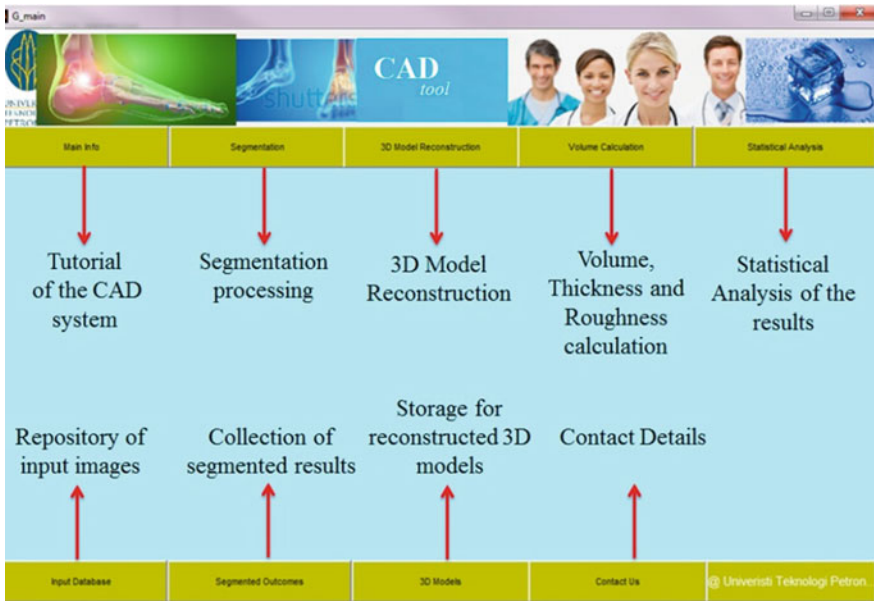 G_main
CAD
tool
shutters
Main Info
Segmentation
3D Model Reconstruction
Volume Calculation
Statistical Analysis
Tutorial
of the CAD
system
Segmentation
processing
3D Model
Reconstruction
Volume,
Thickness and
Roughness
calculation
Statistical
Analysis of the
results
Repository of
input images
Collection of
segmented results
Storage for
reconstructed 3D
models
Contact Details
Input Database
Segmented Outcomes
3D Models
Contact Us
@ Univeristi Teknologi Petron...